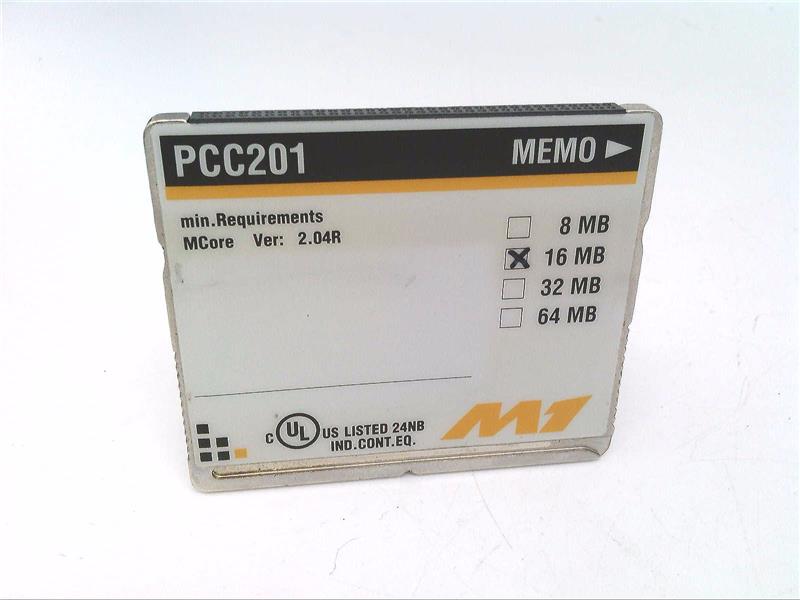 PCC201 MEMO
min.Requirements
MCore Ver: 2.04R
8 MB
16 MB
32 MB
64 MB
C UL US LISTED 24NB
IND.CONT.EQ.
M1